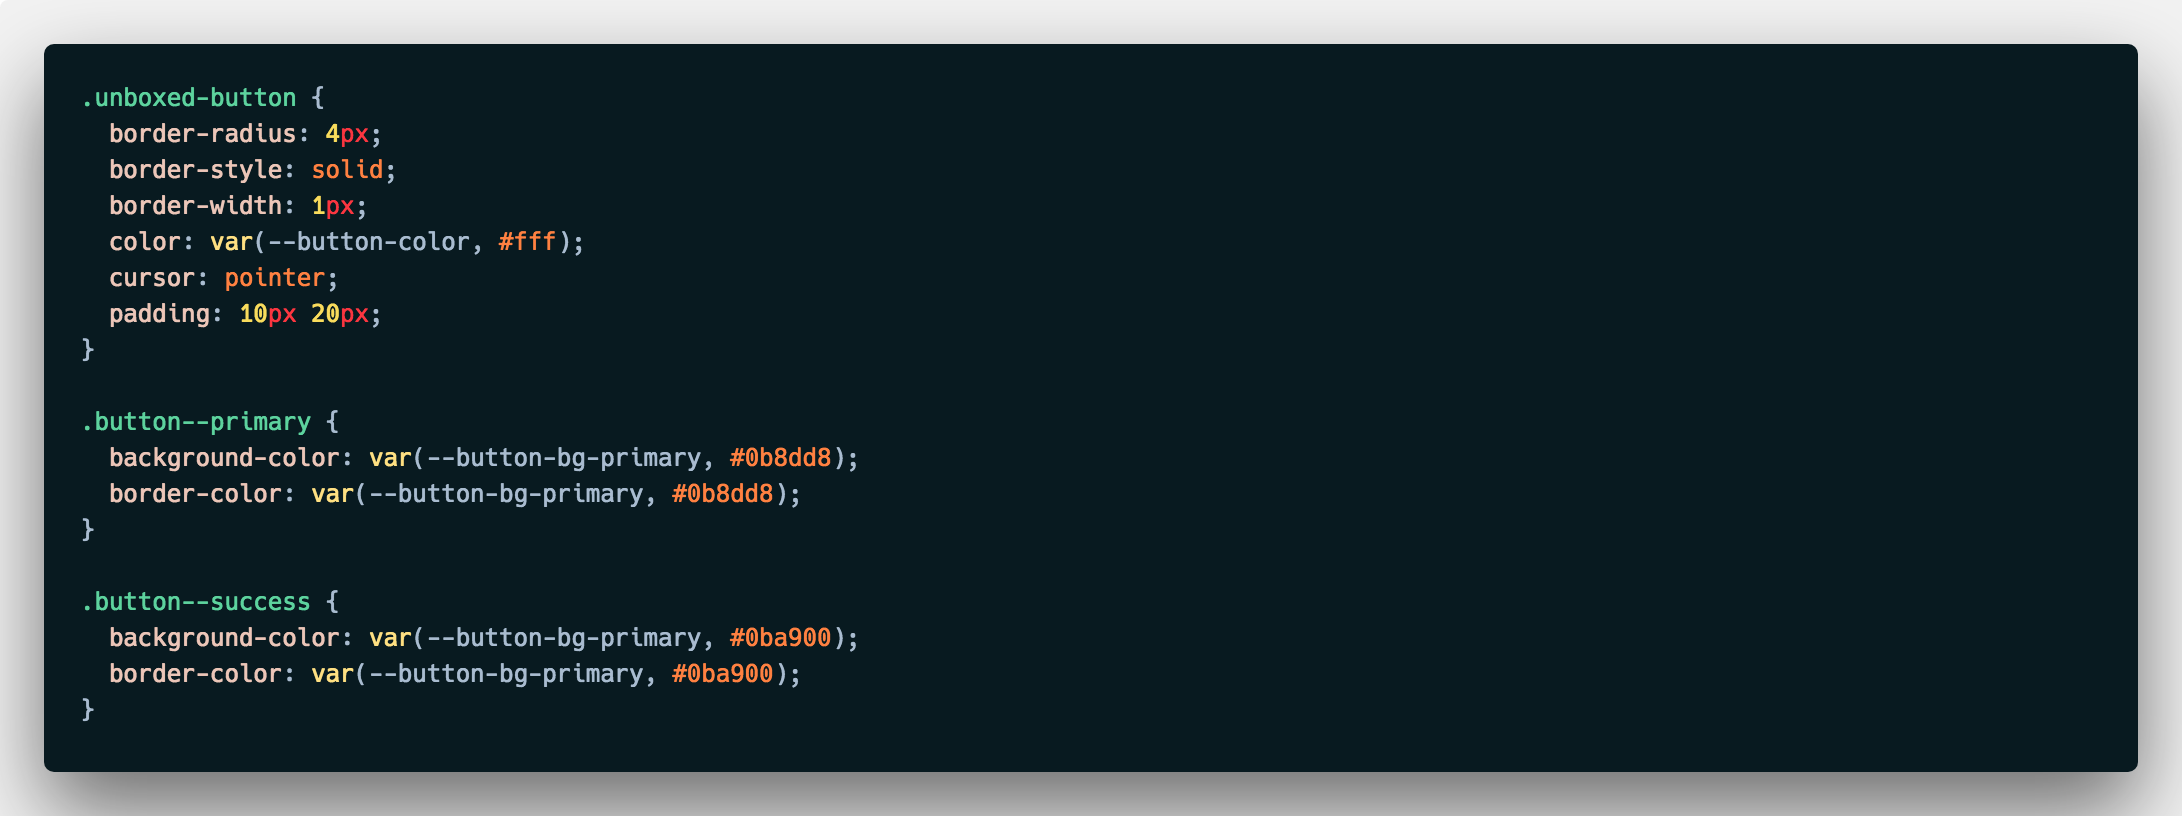 .unboxed-button {
  border-radius: 4px;
  border-style: solid;
  border-width: 1px;
  color: var(--button-color, #fff);
  cursor: pointer;
  padding: 10px 20px;
}

.button--primary {
  background-color: var(--button-bg-primary, #0b8dd8);
  border-color: var(--button-bg-primary, #0b8dd8);
}

.button--success {
  background-color: var(--button-bg-primary, #0ba900);
  border-color: var(--button-bg-primary, #0ba900);
}